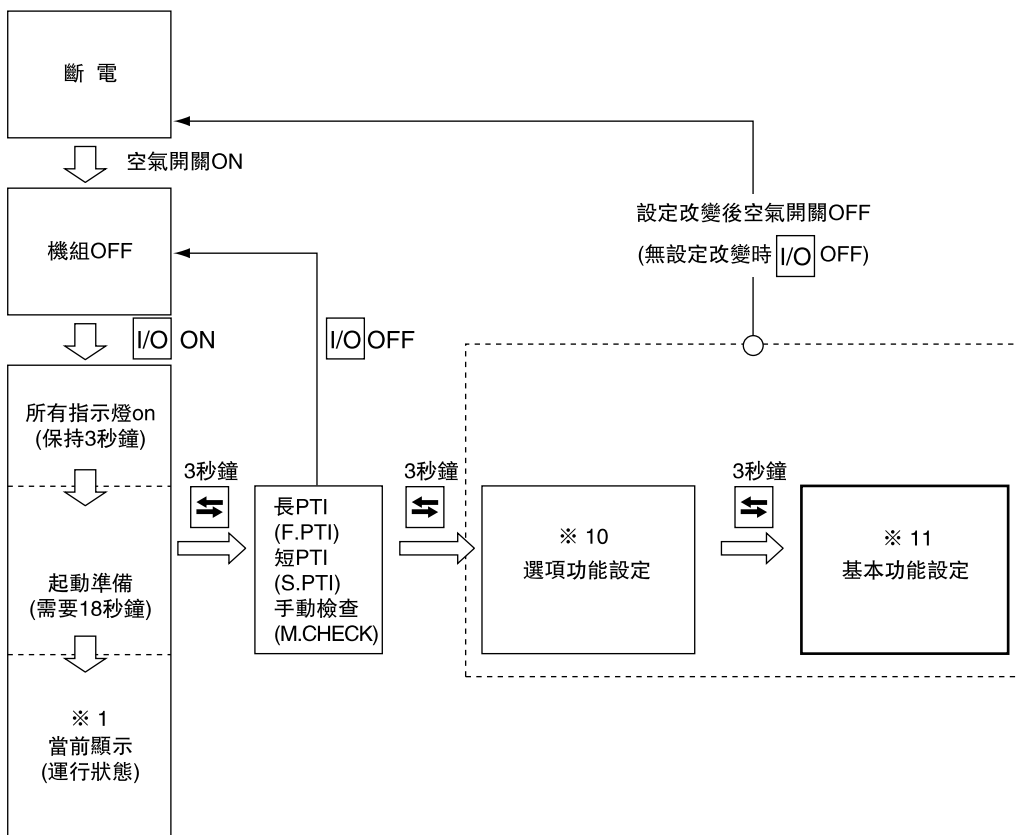 斷 電
空氣開關ON
機組OFF
設定改變後空氣開關OFF
(無設定改變時 I/O OFF)
I/O ON
I/O OFF
所有指示燈on
(保持3秒鐘)
3秒鐘
3秒鐘
3秒鐘
長PTI
(F.PTI)
短PTI
(S.PTI)
手動檢查
(M.CHECK)
※ 10
選項功能設定
※ 11
基本功能設定
起動準備
(需要18秒鐘)
※ 1
當前顯示
(運行狀態)